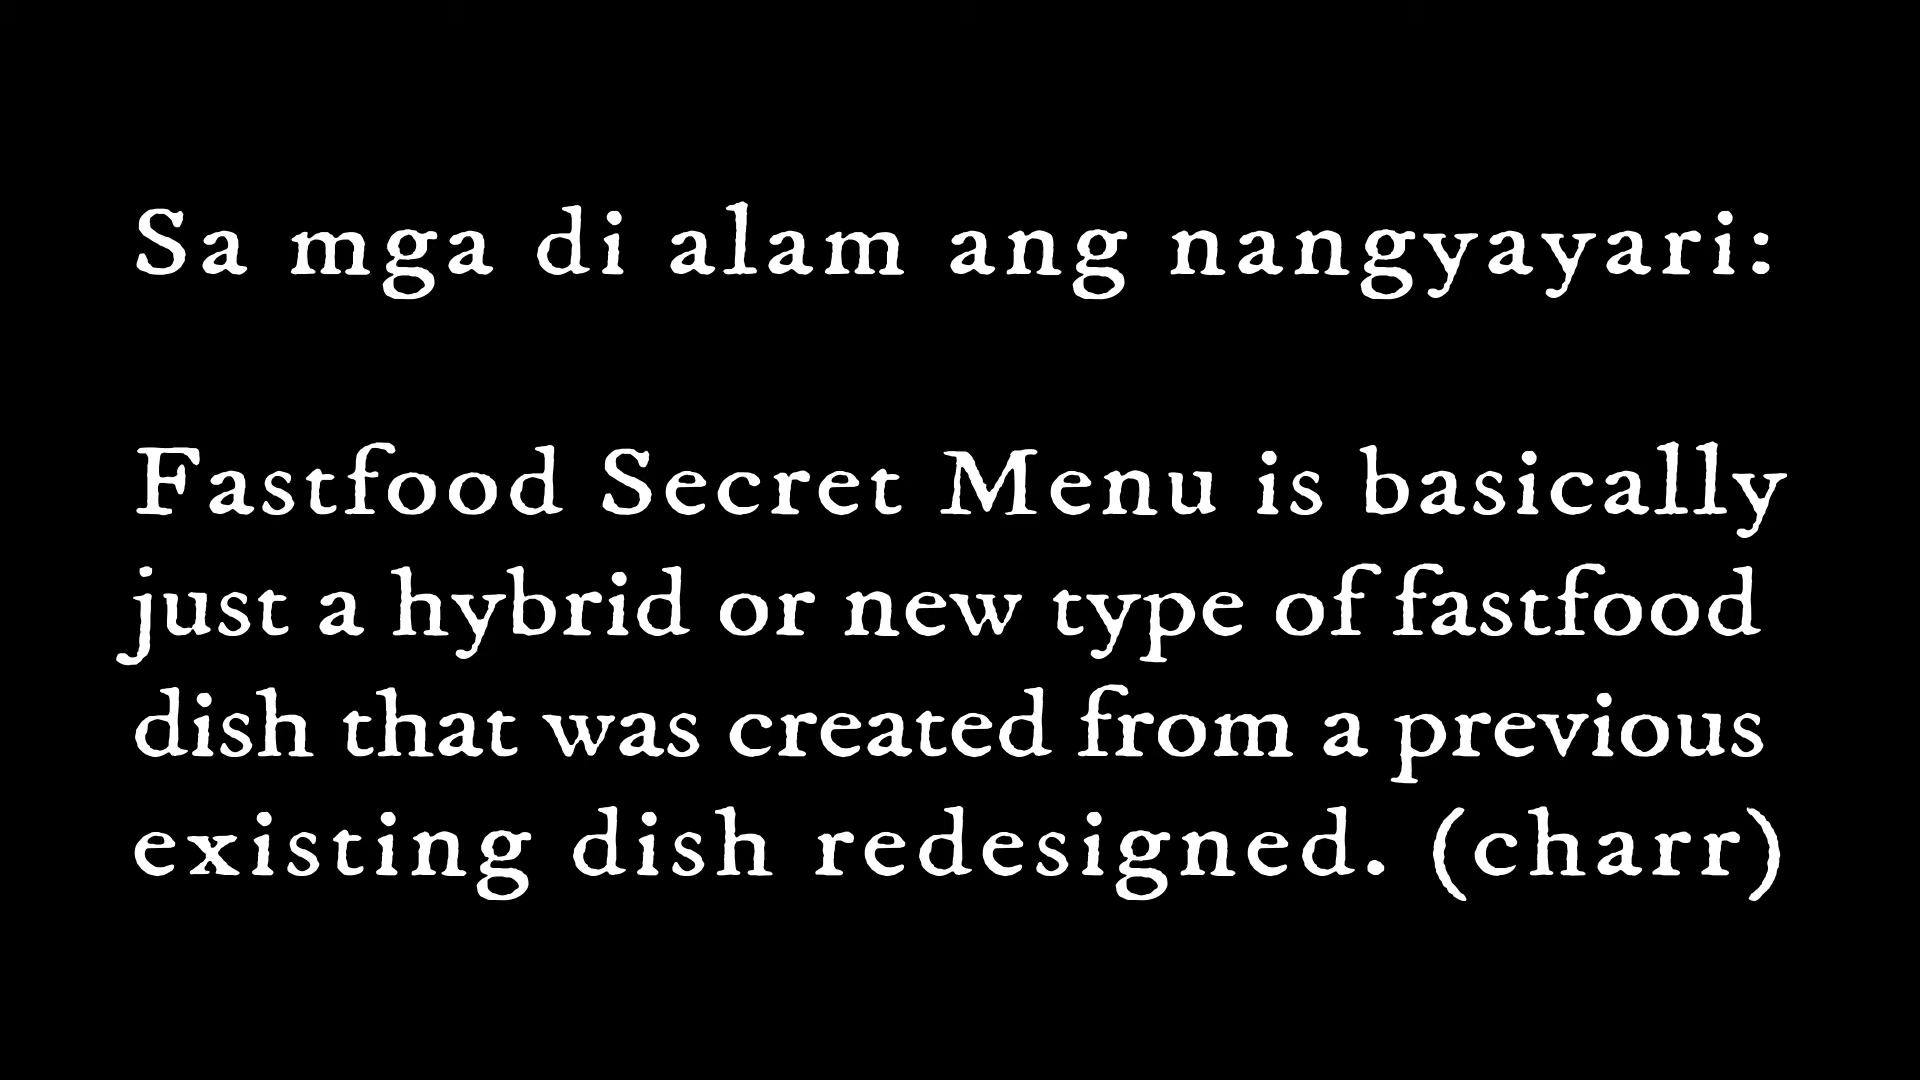 Sa mga di alam ang nangyayari:
Fastfood Secret Menu is basically
just a hybrid or new type of fastfood
dish that was created from a previous
existing dish redesigned. (charr)